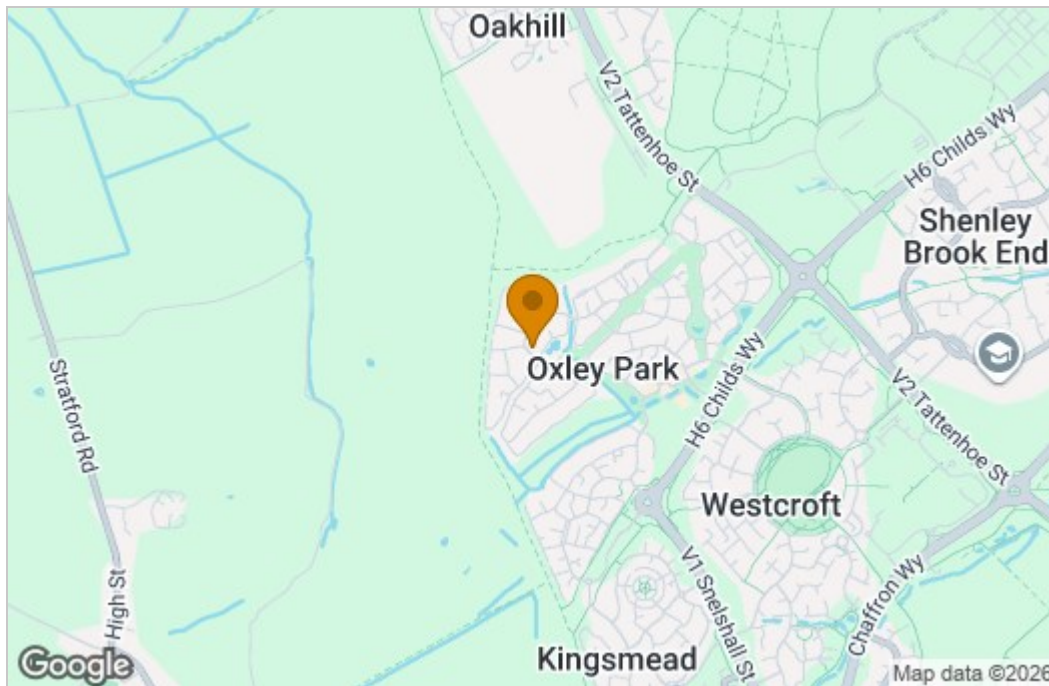 Oakhill
V2 Tattenhoe St
H6 Childs Wy
Shenley
Brook End
Oxley Park
H6 Childs Wy
V2 Tattenhoe St
Stratford Rd
Westcroft
High St
V1 Snelshall St
Chaffron Wy
Kingsmead
Google
Map data ©2026